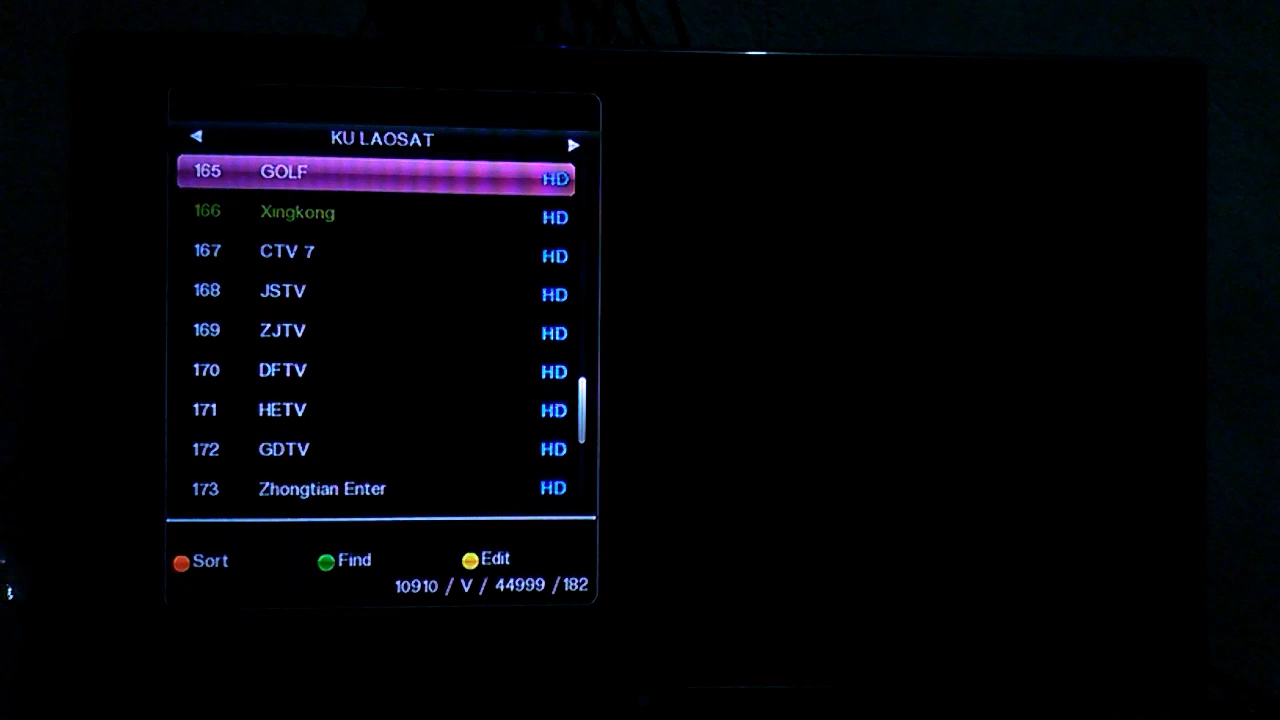 KU LAOSAT
165 GOLF HD
166 Xingkong HD
167 CTV 7 HD
168 JSTV HD
169 ZJTV HD
170 DFTV HD
171 HETV HD
172 GDTV HD
173 Zhongtian Enter HD
Sort Find Edit
10910 / V / 44999 /182